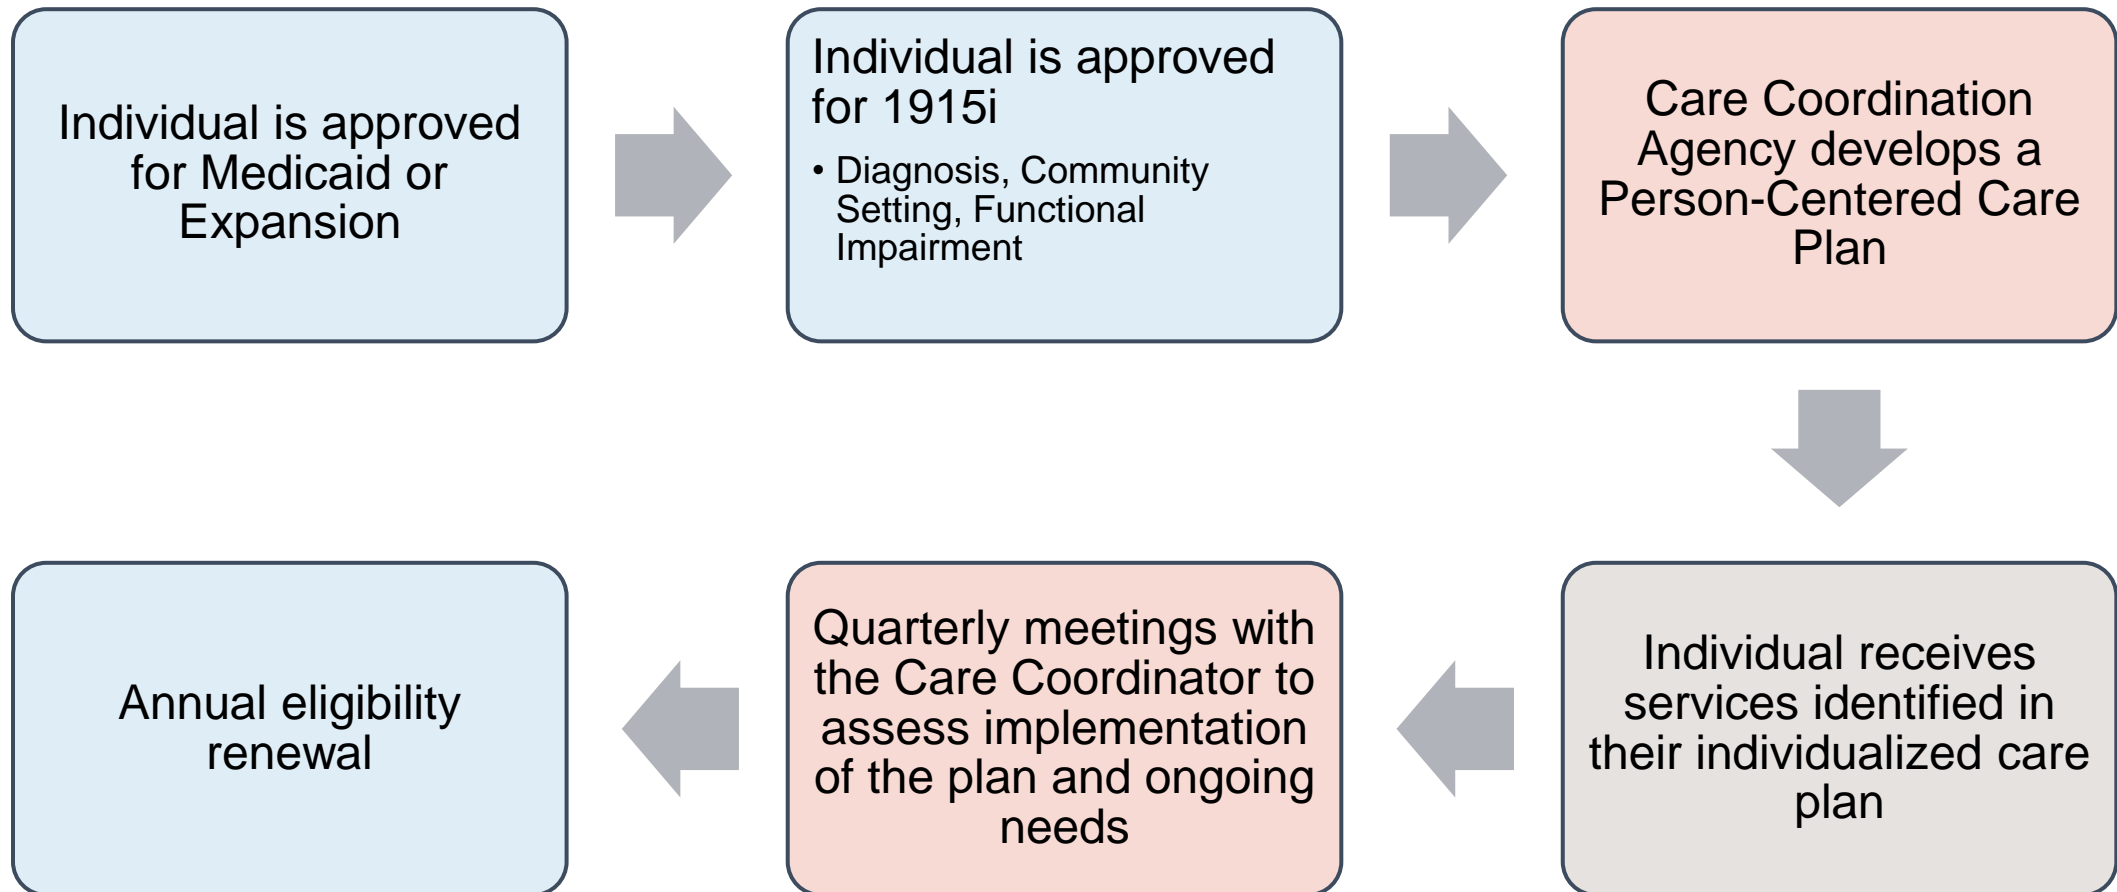 Individual is approved
for Medicaid or
Expansion
Individual is approved
for 1915i
• Diagnosis, Community
Setting, Functional
Impairment
Care Coordination
Agency develops a
Person-Centered Care
Plan
Individual receives
services identified in
their individualized care
plan
Quarterly meetings with
the Care Coordinator to
assess implementation
of the plan and ongoing
needs
Annual eligibility
renewal